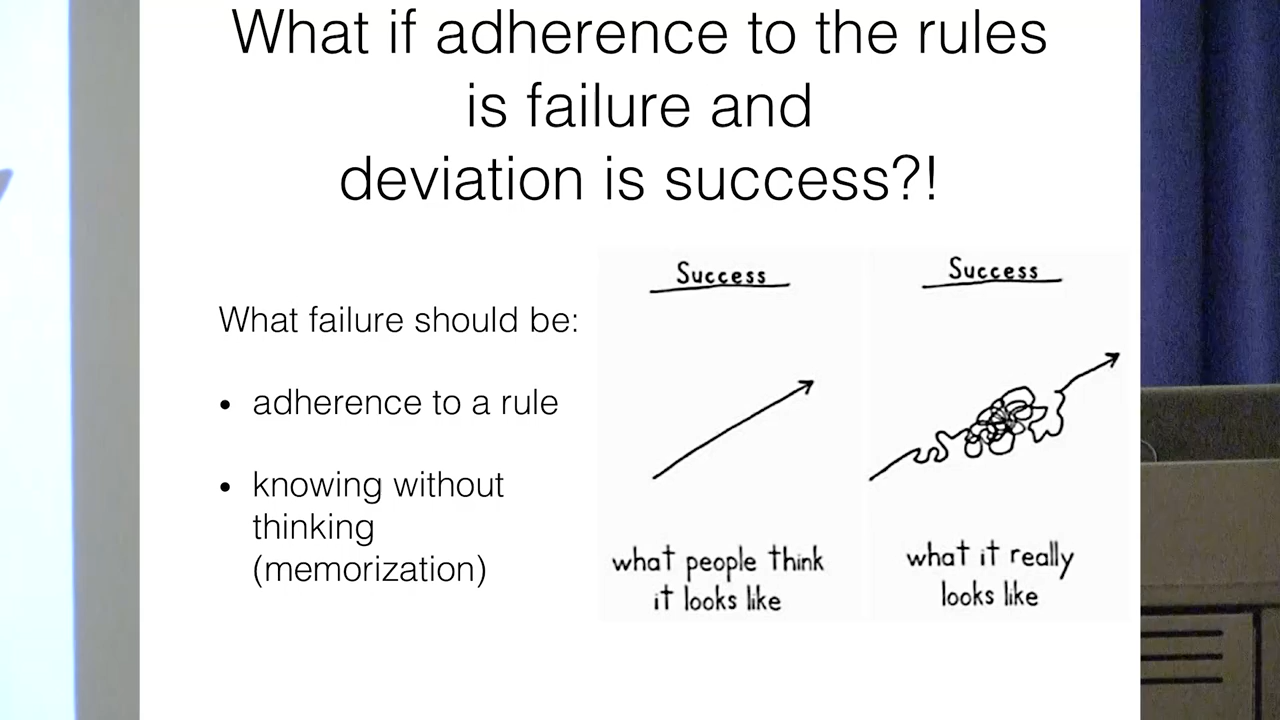 What if adherence to the rules
is failure and
deviation is success?!
What failure should be:
• adherence to a rule
• knowing without
thinking
(memorization)
Success
what people think
it looks like
Success
what it really
looks like